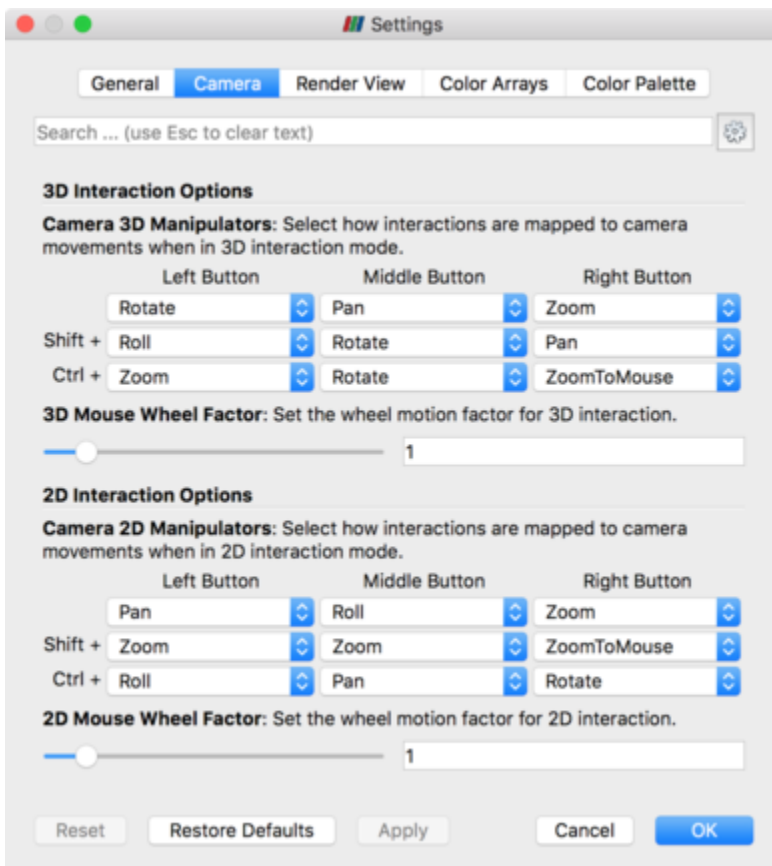 Settings
General Camera Render View Color Arrays Color Palette
Search ... (use Esc to clear text)
3D Interaction Options
Camera 3D Manipulators: Select how interactions are mapped to camera
movements when in 3D interaction mode.
Left Button Middle Button Right Button
Rotate Pan Zoom
Shift + Roll Rotate Pan
Ctrl + Zoom Rotate ZoomToMouse
3D Mouse Wheel Factor: Set the wheel motion factor for 3D interaction.
1
2D Interaction Options
Camera 2D Manipulators: Select how interactions are mapped to camera
movements when in 2D interaction mode.
Left Button Middle Button Right Button
Pan Roll Zoom
Shift + Zoom Zoom ZoomToMouse
Ctrl + Roll Pan Rotate
2D Mouse Wheel Factor: Set the wheel motion factor for 2D interaction.
1
Reset Restore Defaults Apply Cancel OK